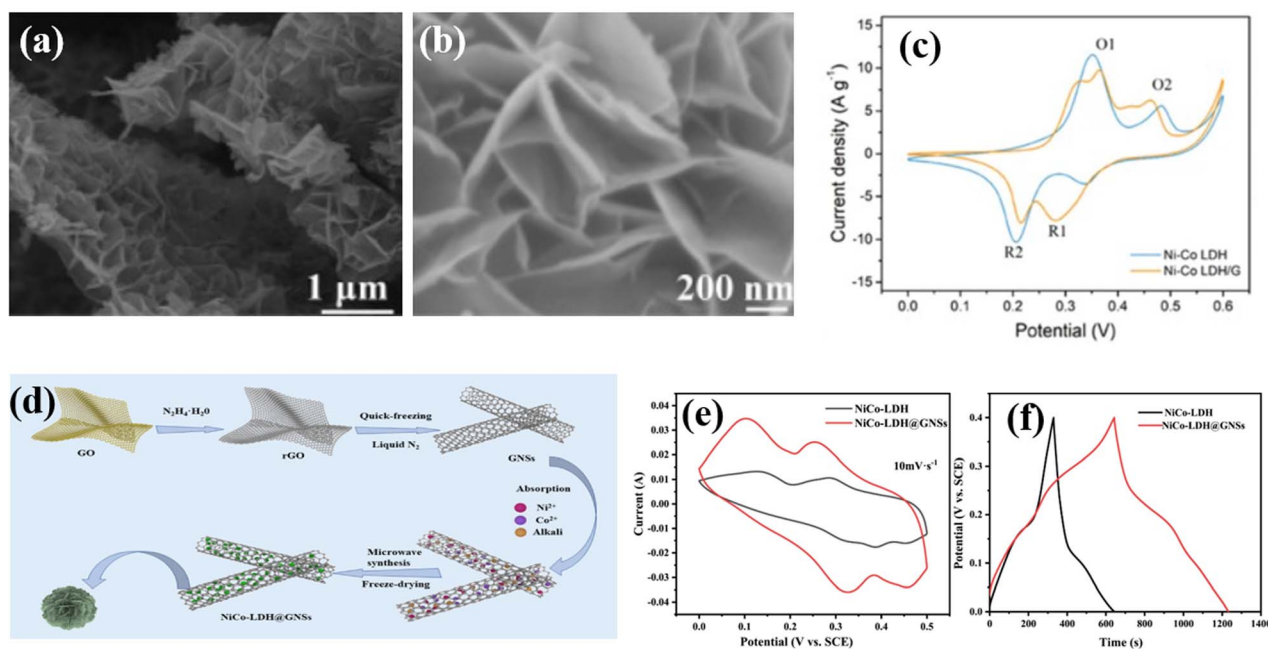 (a)
1 µm
(b)
200 nm
(c)
Current density (A g⁻¹)
15
10
5
0
-5
-10
-15
O1
O2
R1
R2
Ni-Co LDH
Ni-Co LDH/G
0.0 0.1 0.2 0.3 0.4 0.5 0.6
Potential (V)
(d)
N₂H₄·H₂0
GO
rGO
Quick-freezing
Liquid N₂
GNSs
Absorption
Ni²⁺
Co²⁺
Alkali
Microwave
synthesis
Freeze-drying
NiCo-LDH@GNSs
(e)
NiCo-LDH
NiCo-LDH@GNSs
10mV·s⁻¹
Current (A)
0.04
0.03
0.02
0.01
0.00
-0.01
-0.02
-0.03
-0.04
0.0 0.1 0.2 0.3 0.4 0.5
Potential (V vs. SCE)
(f)
NiCo-LDH
NiCo-LDH@GNSs
Potential (V vs. SCE)
0.4
0.3
0.2
0.1
0.0
0 200 400 600 800 1000 1200 1400
Time (s)